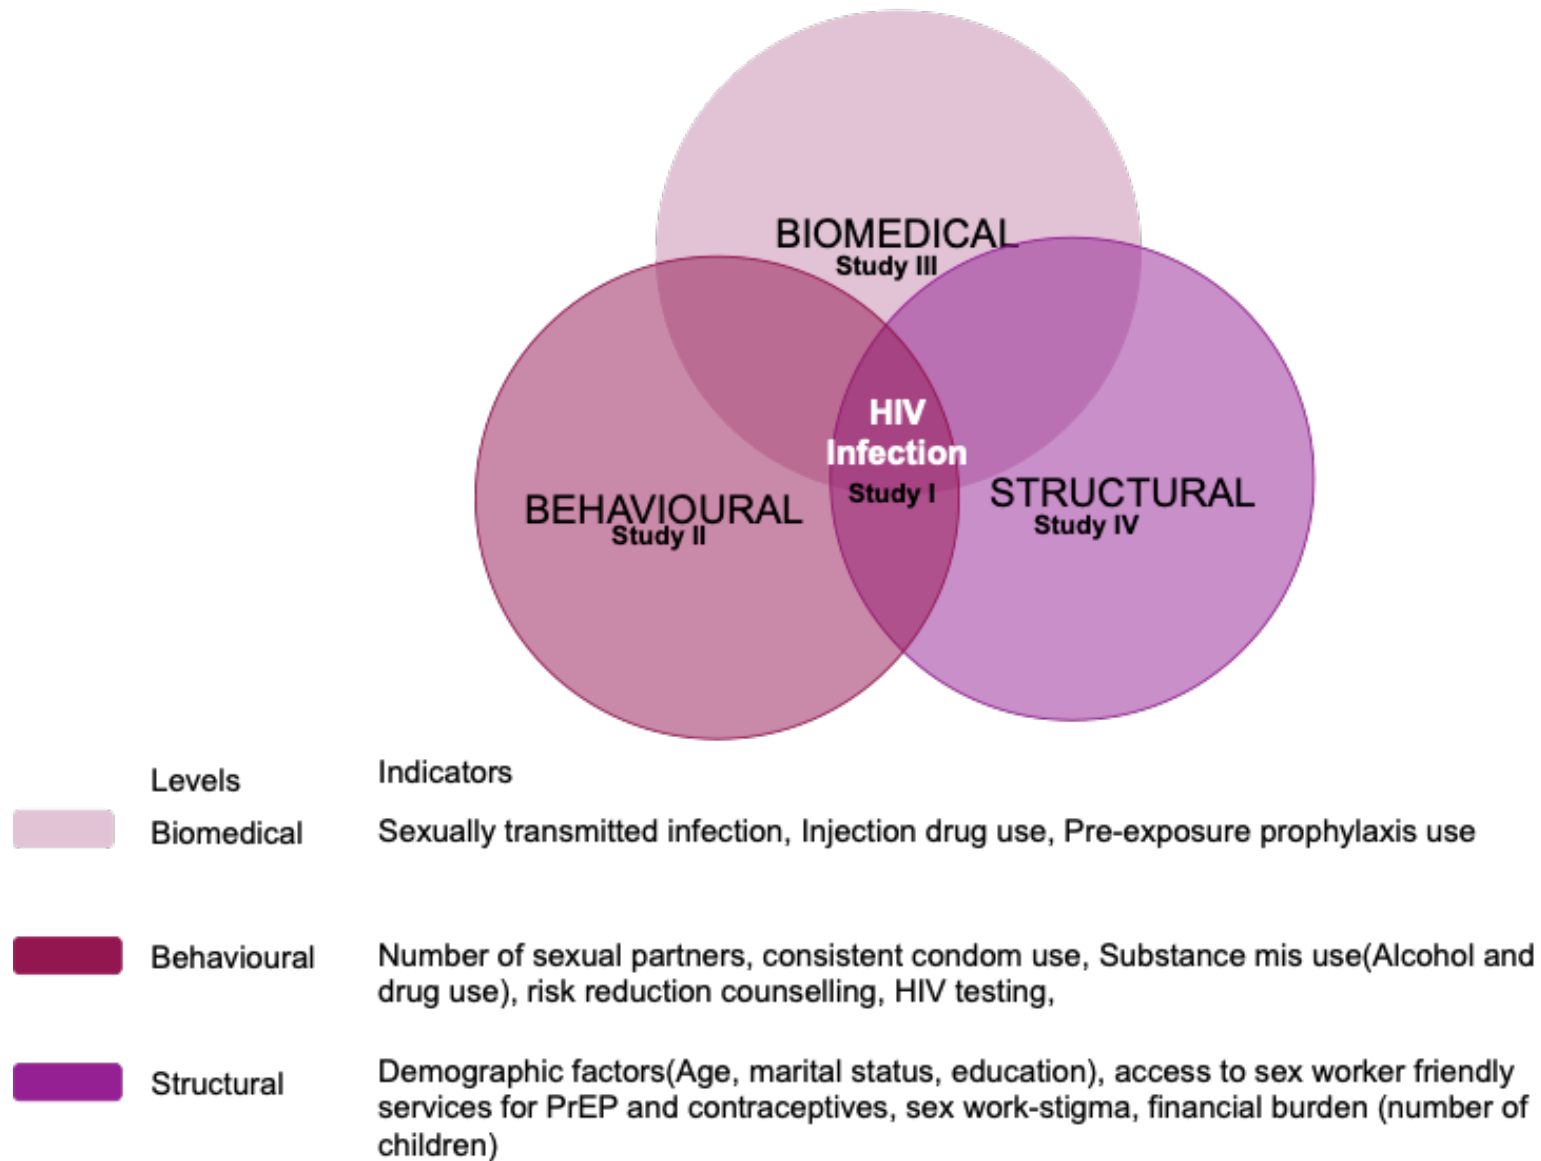 BIOMEDICAL
Study III
HIV
Infection
Study I
BEHAVIOURAL
Study II
STRUCTURAL
Study IV
Levels
Indicators
Biomedical
Sexually transmitted infection, Injection drug use, Pre-exposure prophylaxis use
Behavioural
Number of sexual partners, consistent condom use, Substance mis use(Alcohol and
drug use), risk reduction counselling, HIV testing,
Structural
Demographic factors(Age, marital status, education), access to sex worker friendly
services for PrEP and contraceptives, sex work-stigma, financial burden (number of
children)